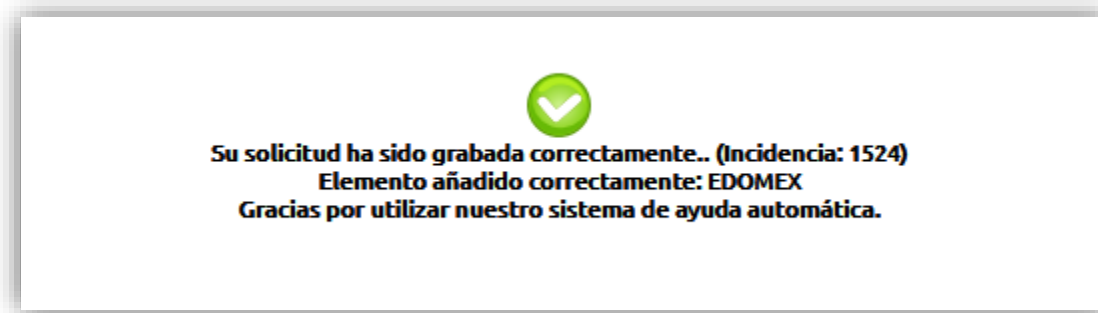 Su solicitud ha sido grabada correctamente.. (Incidencia: 1524)
Elemento añadido correctamente: EDOMEX
Gracias por utilizar nuestro sistema de ayuda automática.